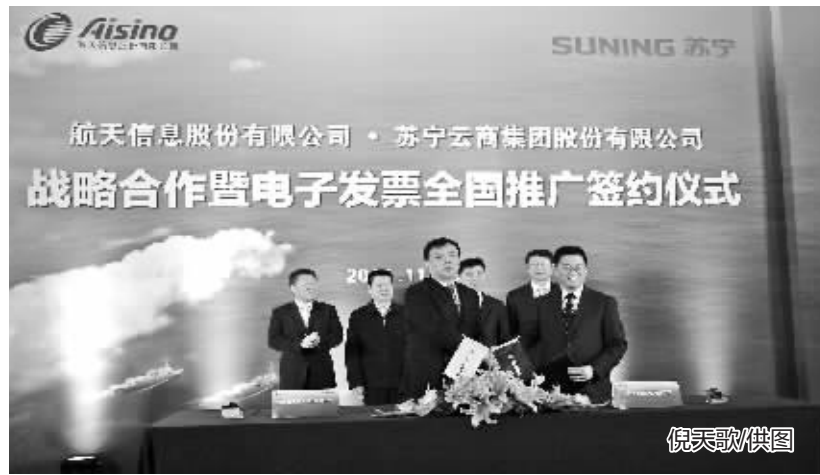 Aisino
SUNING 苏宁
航天信息股份有限公司 · 苏宁云商集团股份有限公司
战略合作暨电子发票全国推广签约仪式
倪天歌/供图